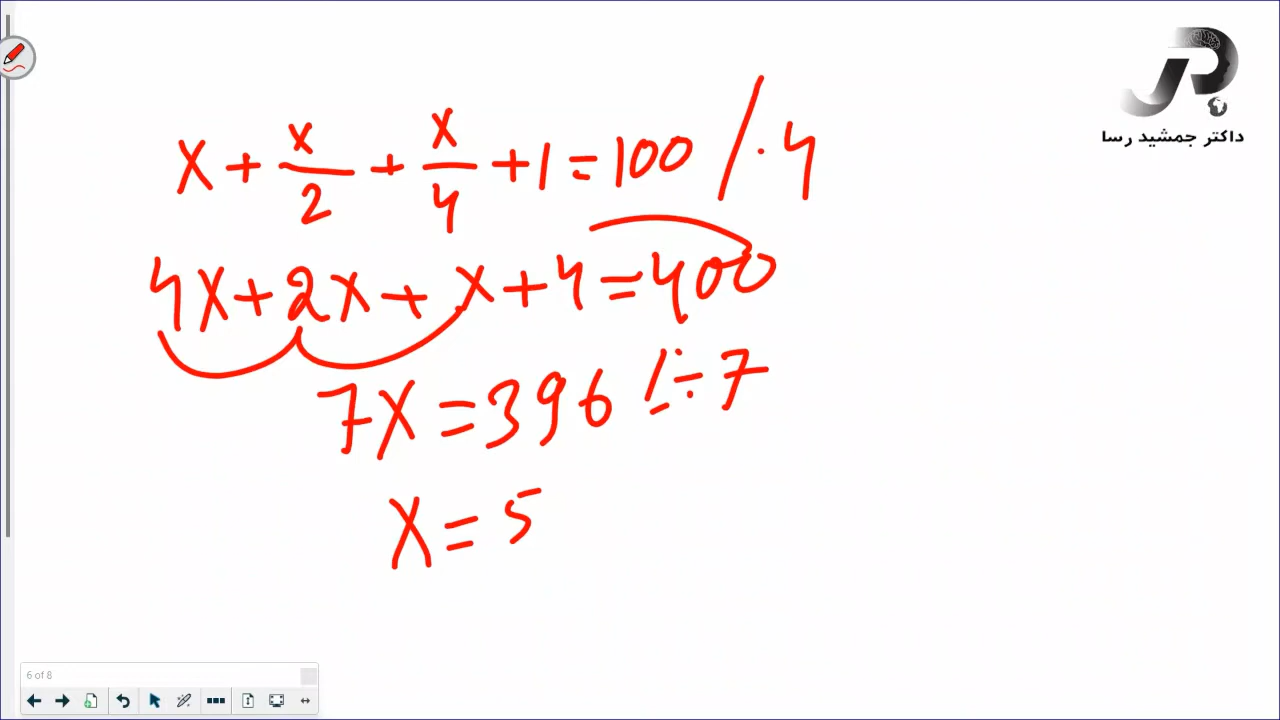 داکتر جمشید رسا
x + x/2 + x/4 + 1 = 100 / · 4
4x + 2x + x + 4 = 400
7x = 396 / ÷ 7
x = 5
6 of 8